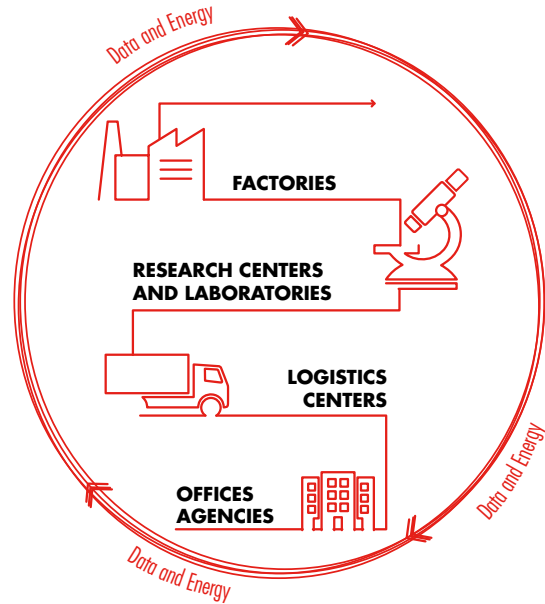 Data and Energy
FACTORIES
RESEARCH CENTERS
AND LABORATORIES
LOGISTICS
CENTERS
Data and Energy
OFFICES
AGENCIES
Data and Energy